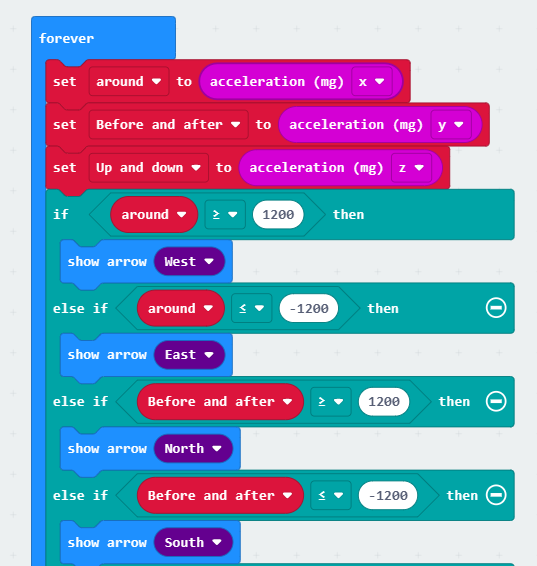 forever
set around to acceleration (mg) x
set Before and after to acceleration (mg) y
set Up and down to acceleration (mg) z
if around ≥ 1200 then
show arrow West
else if around ≤ -1200 then
show arrow East
else if Before and after ≥ 1200 then
show arrow North
else if Before and after ≤ -1200 then
show arrow South